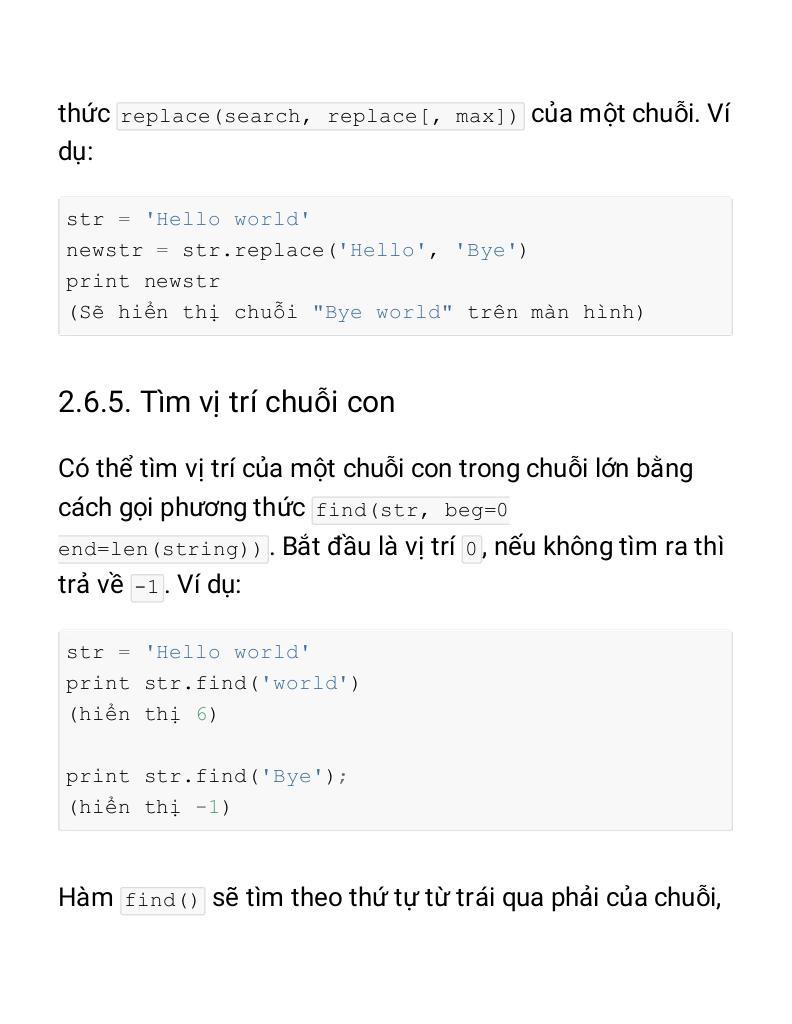 thức replace(search, replace[, max]) của một chuỗi. Ví
dụ:
str = 'Hello world'
newstr = str.replace('Hello', 'Bye')
print newstr
(Sẽ hiển thị chuỗi "Bye world" trên màn hình)
2.6.5. Tìm vị trí chuỗi con
Có thể tìm vị trí của một chuỗi con trong chuỗi lớn bằng
cách gọi phương thức find(str, beg=0
end=len(string)). Bắt đầu là vị trí 0, nếu không tìm ra thì
trả về -1. Ví dụ:
str = 'Hello world'
print str.find('world')
(hiển thị 6)
print str.find('Bye');
(hiển thị -1)
Hàm find() sẽ tìm theo thứ tự từ trái qua phải của chuỗi,